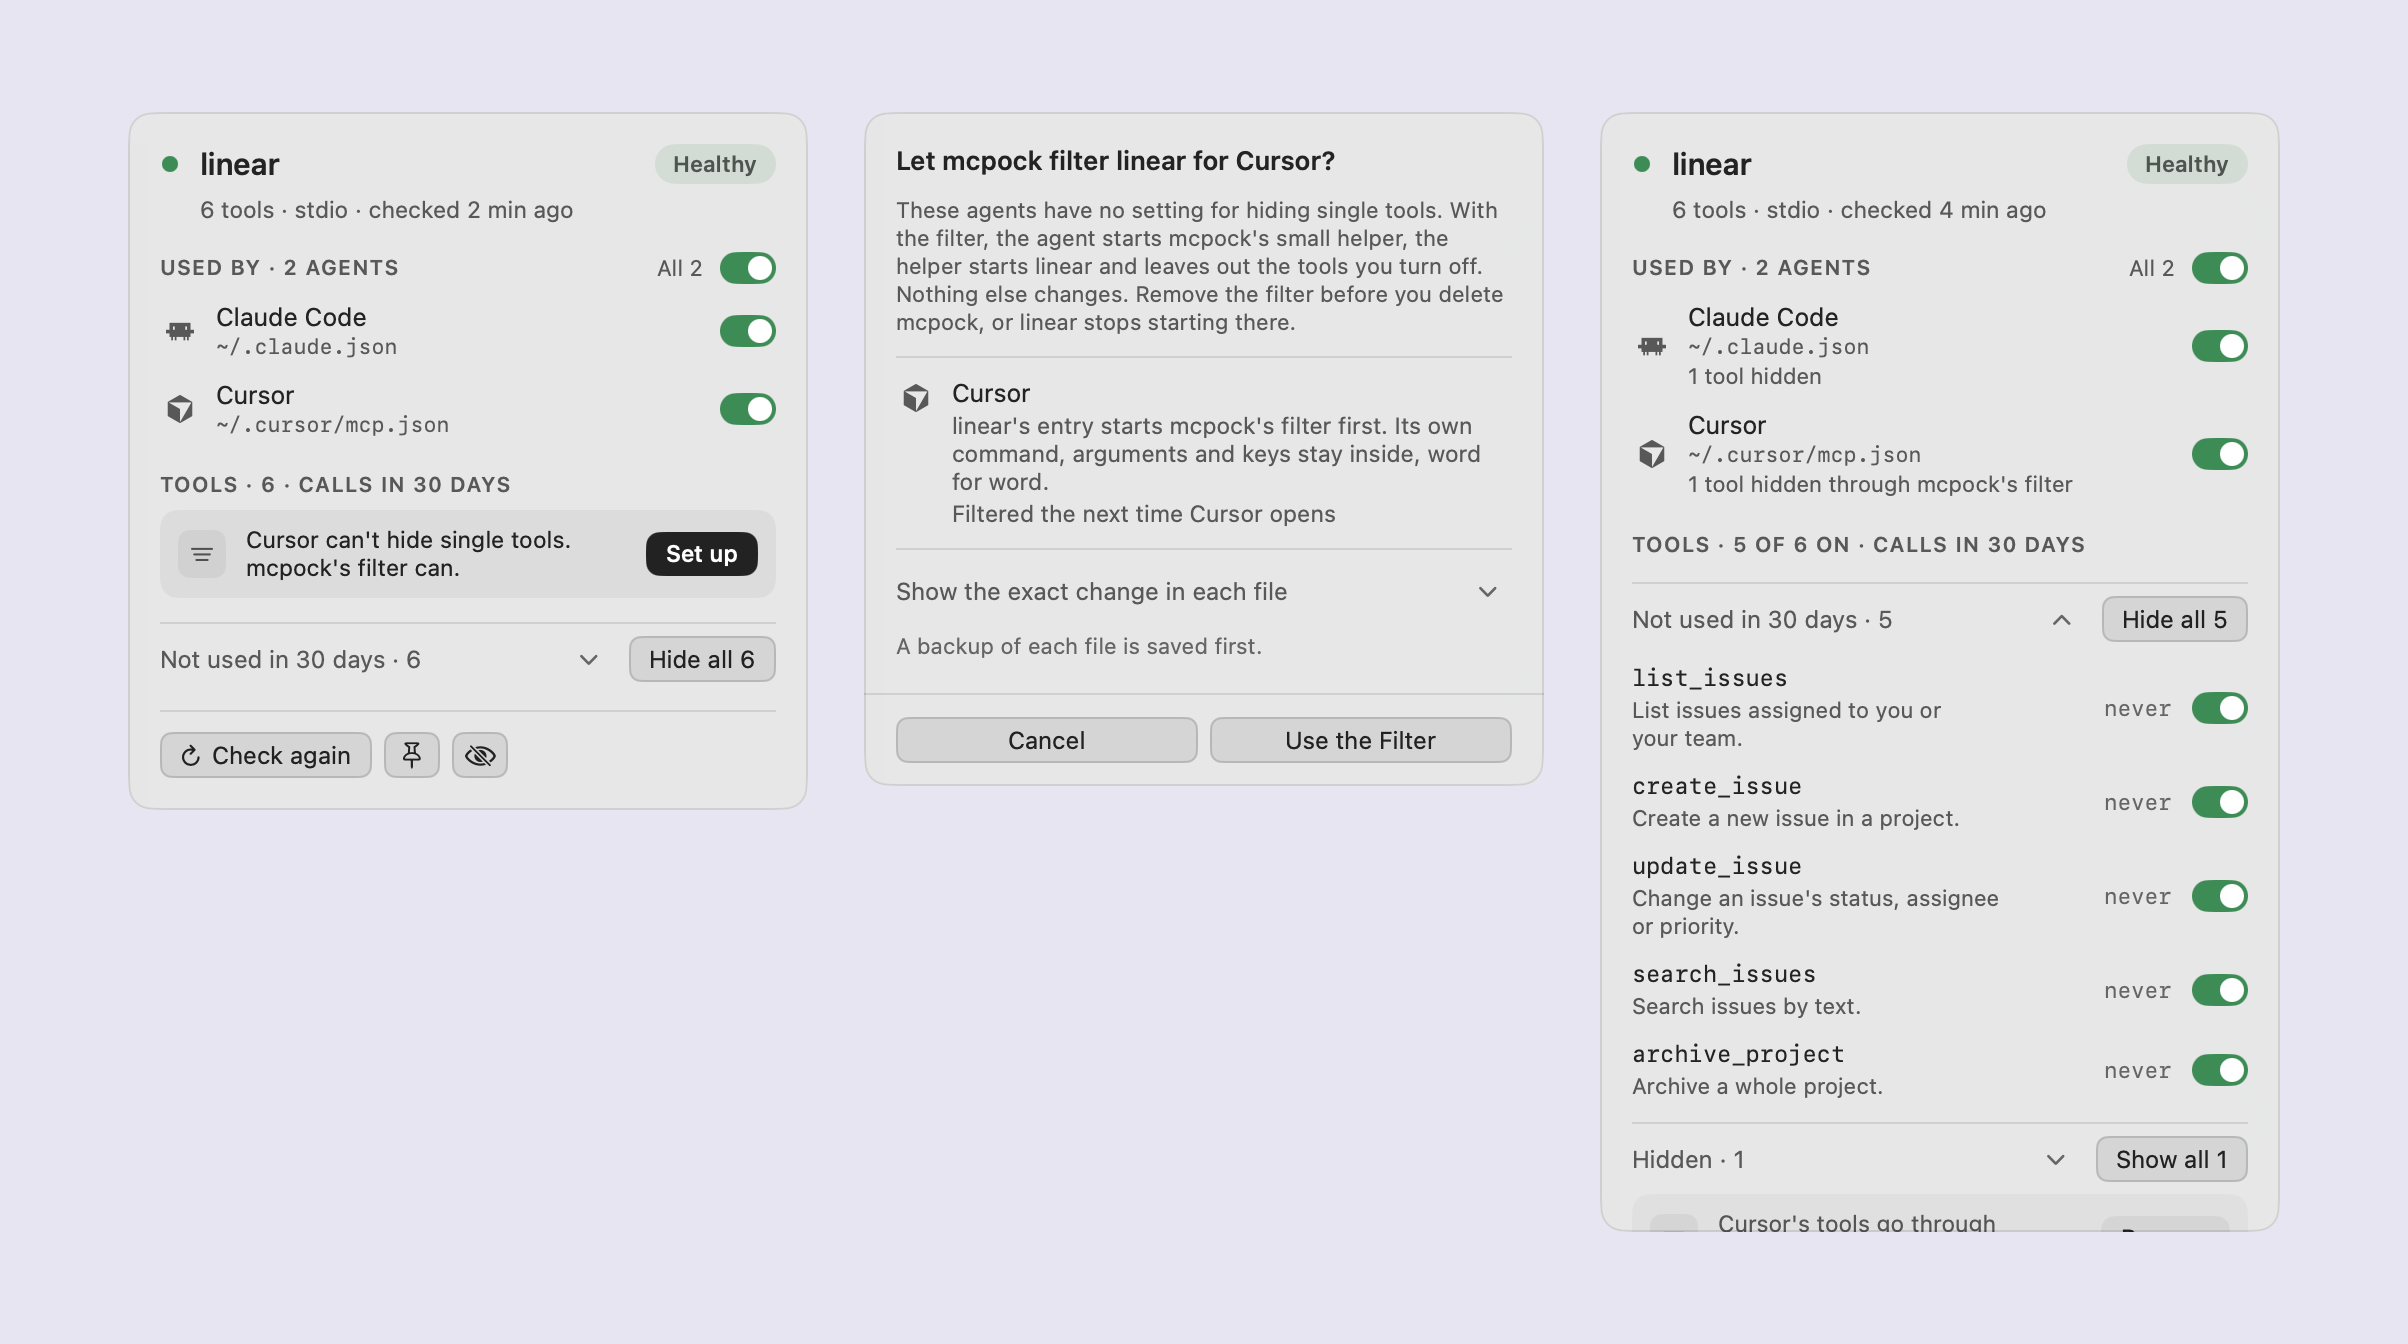 linear
Healthy
6 tools · stdio · checked 2 min ago
USED BY · 2 AGENTS
All 2
Claude Code
~/.claude.json
Cursor
~/.cursor/mcp.json
TOOLS · 6 · CALLS IN 30 DAYS
Cursor can't hide single tools.
mcpock's filter can.
Set up
Not used in 30 days · 6
Hide all 6
Check again
Let mcpock filter linear for Cursor?
These agents have no setting for hiding single tools. With
the filter, the agent starts mcpock's small helper, the
helper starts linear and leaves out the tools you turn off.
Nothing else changes. Remove the filter before you delete
mcpock, or linear stops starting there.
Cursor
linear's entry starts mcpock's filter first. Its own
command, arguments and keys stay inside, word
for word.
Filtered the next time Cursor opens
Show the exact change in each file
A backup of each file is saved first.
Cancel
Use the Filter
linear
Healthy
6 tools · stdio · checked 4 min ago
USED BY · 2 AGENTS
All 2
Claude Code
~/.claude.json
1 tool hidden
Cursor
~/.cursor/mcp.json
1 tool hidden through mcpock's filter
TOOLS · 5 OF 6 ON · CALLS IN 30 DAYS
Not used in 30 days · 5
Hide all 5
list_issues
List issues assigned to you or
your team.
never
create_issue
Create a new issue in a project.
never
update_issue
Change an issue's status, assignee
or priority.
never
search_issues
Search issues by text.
never
archive_project
Archive a whole project.
never
Hidden · 1
Show all 1
Cursor's tools go through